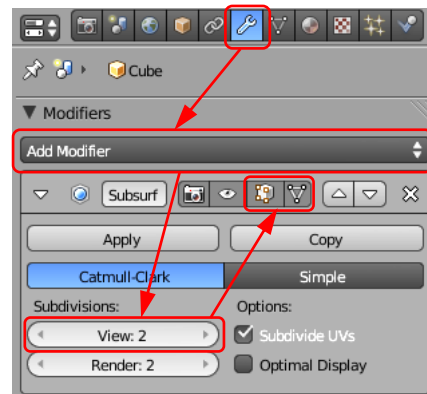 Cube
Modifiers
Add Modifier
Subsurf
Apply Copy
Catmull-Clark Simple
Subdivisions: Options:
View: 2 Subdivide UVs
Render: 2 Optimal Display